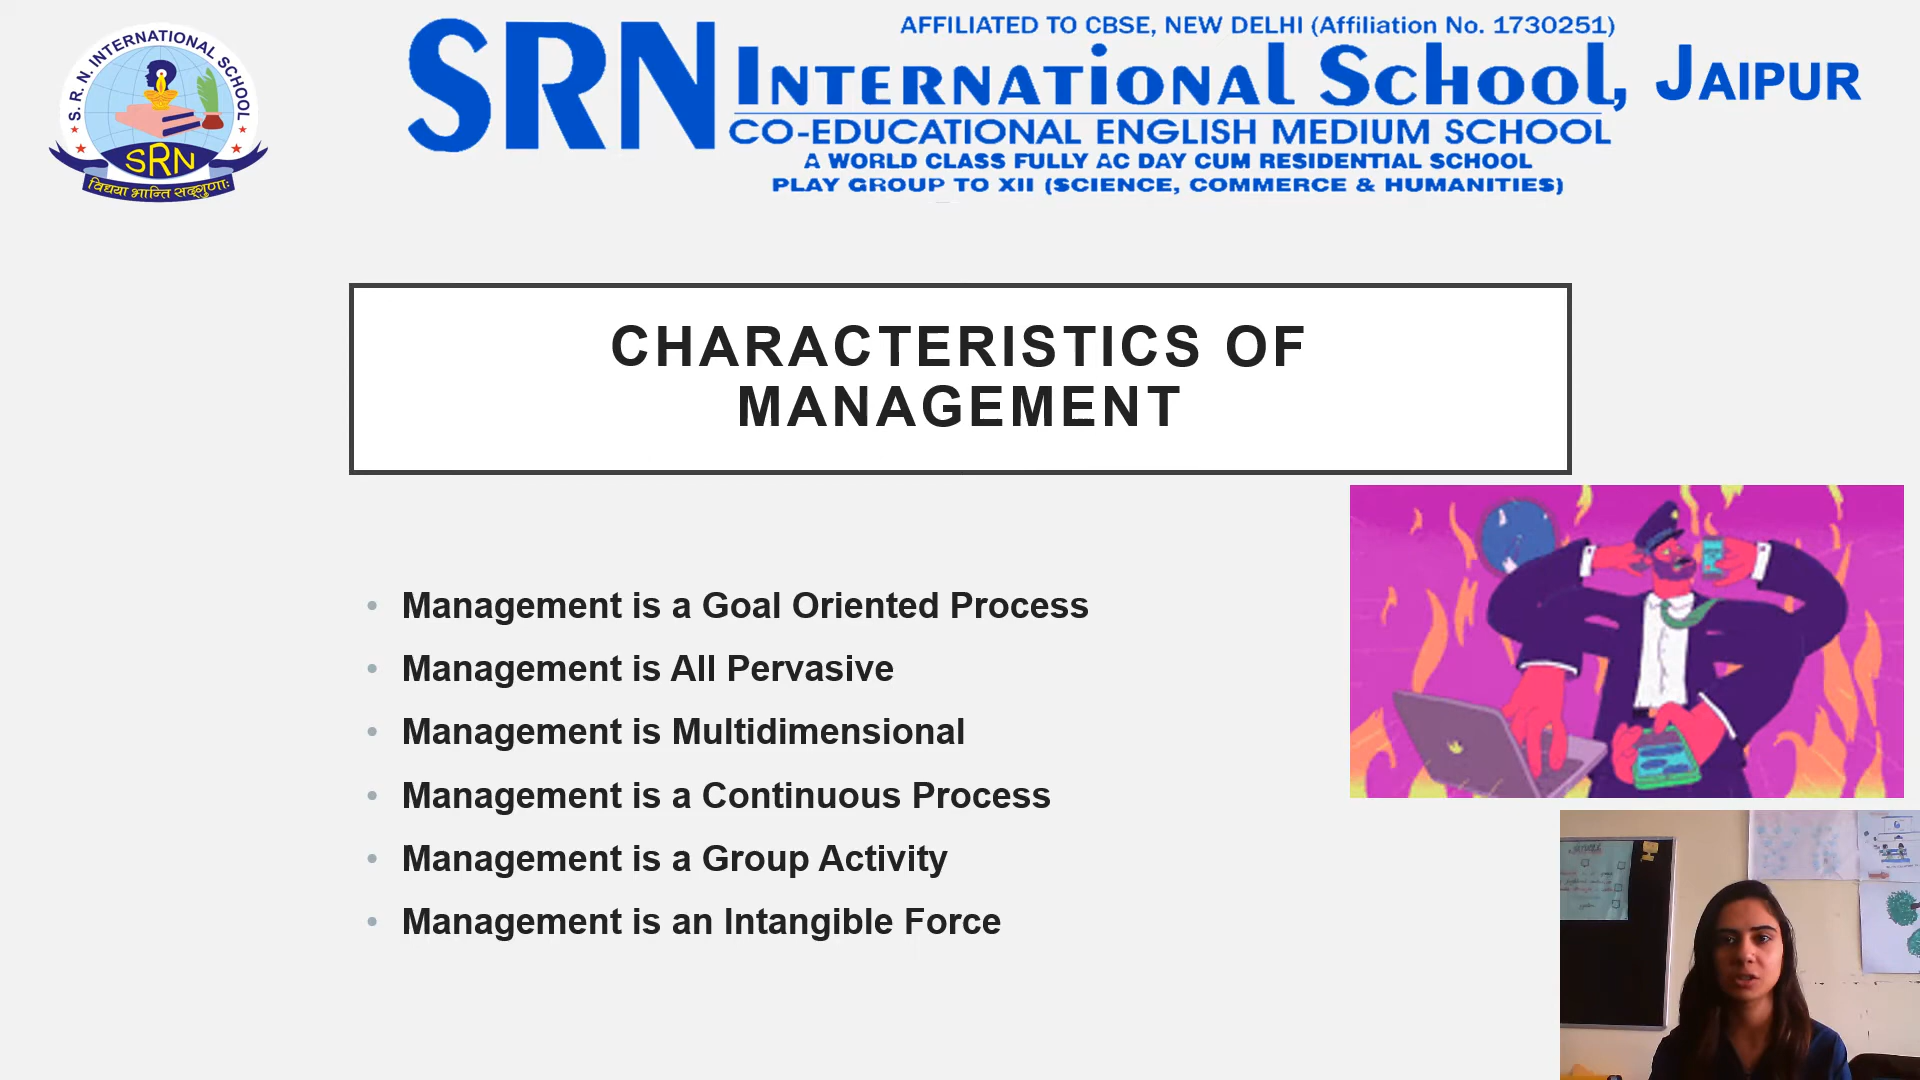 S. R. N. INTERNATIONAL SCHOOL
SRN
विद्यया भान्ति सद्गुणाः
AFFILIATED TO CBSE, NEW DELHI (Affiliation No. 1730251)
SRN INTERNATIONAL SCHOOL, JAIPUR
CO-EDUCATIONAL ENGLISH MEDIUM SCHOOL
A WORLD CLASS FULLY AC DAY CUM RESIDENTIAL SCHOOL
PLAY GROUP TO XII (SCIENCE, COMMERCE & HUMANITIES)
CHARACTERISTICS OF
MANAGEMENT
• Management is a Goal Oriented Process
• Management is All Pervasive
• Management is Multidimensional
• Management is a Continuous Process
• Management is a Group Activity
• Management is an Intangible Force